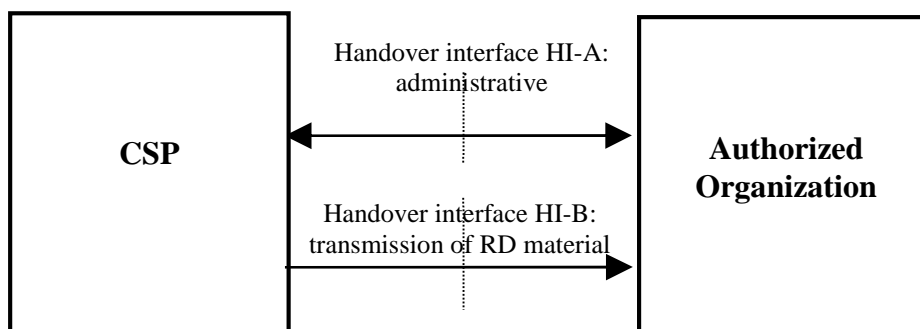 Handover interface HI-A:
administrative
CSP
Authorized
Organization
Handover interface HI-B:
transmission of RD material